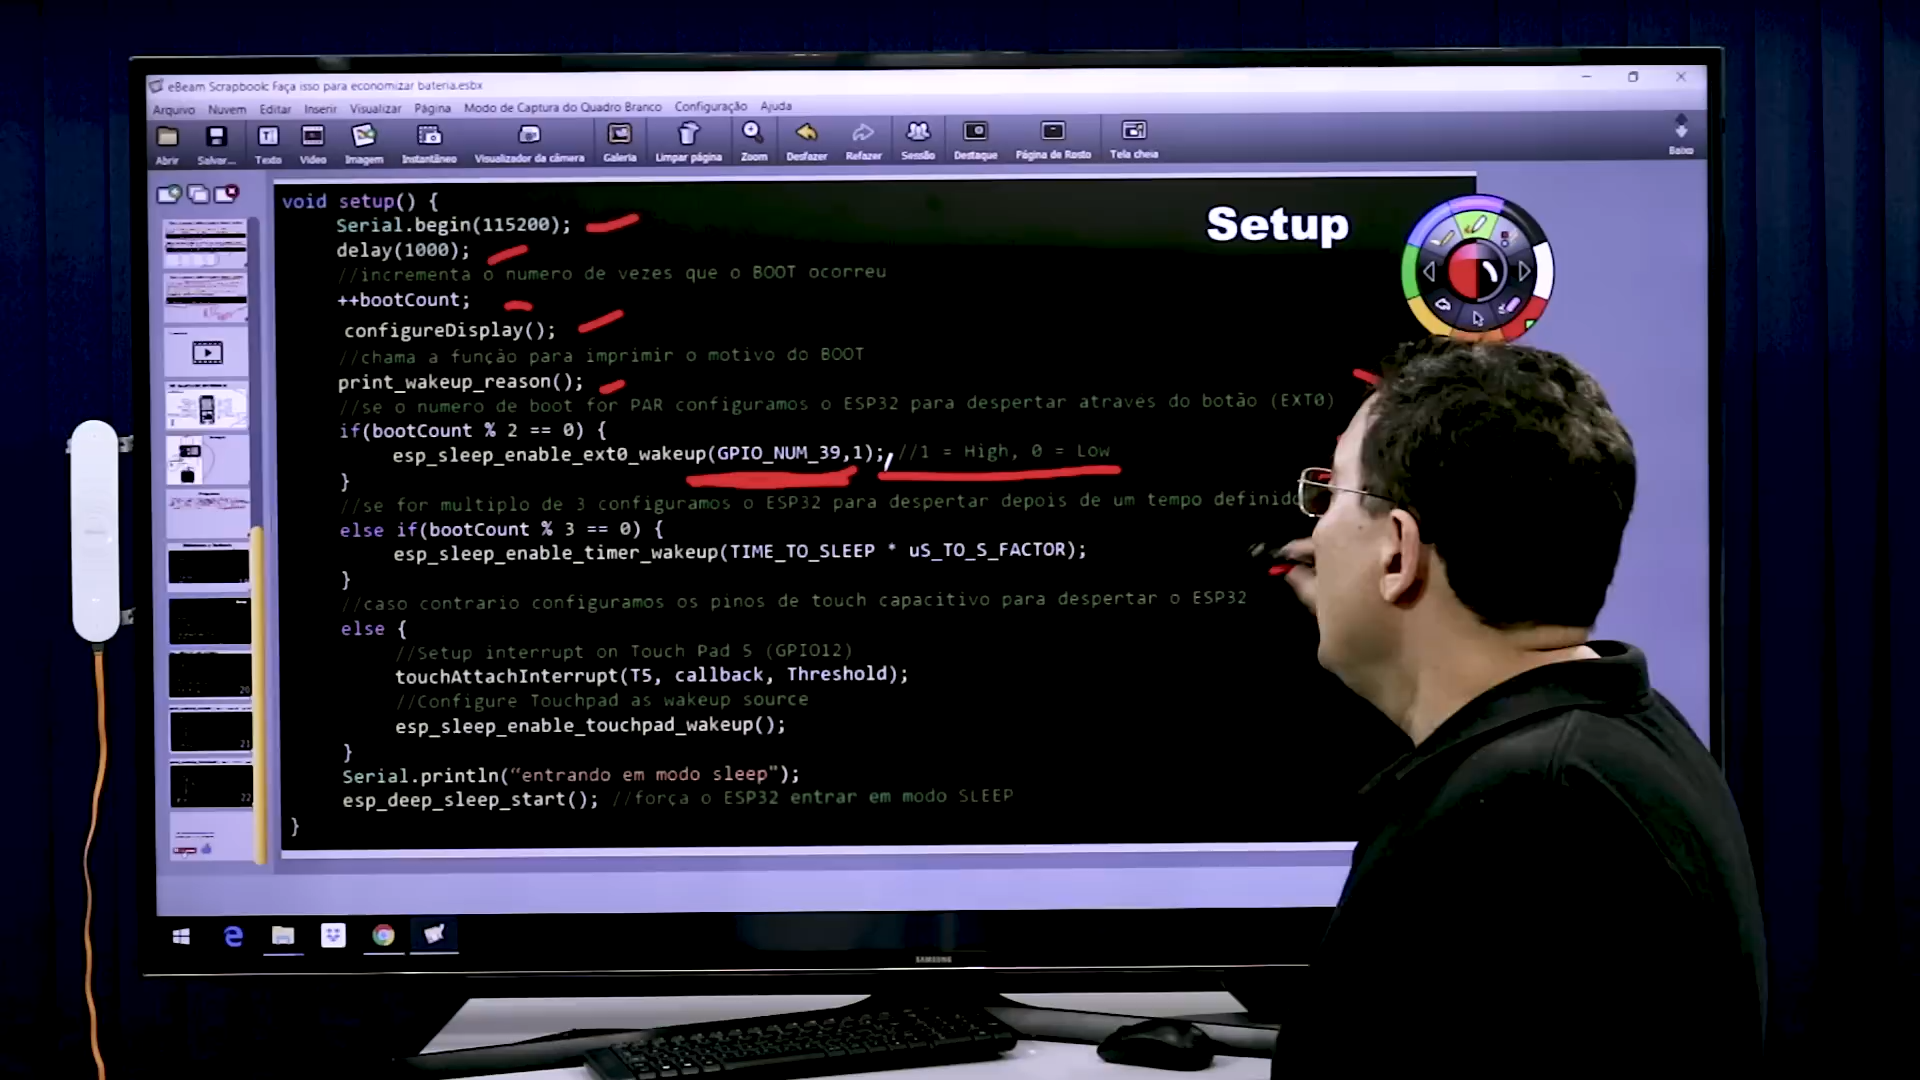 eBeam Scrapbook: Faça isso para economizar bateria.esbx
Arquivo Nuvem Editar Inserir Visualizar Página Modo de Captura do Quadro Branco Configuração Ajuda
Abrir Salvar... Texto Vídeo Imagem Instantâneo Visualizador da câmera Galeria Limpar página Zoom Desfazer Refazer Sessão Destaque Página de Rosto Tela cheia Baixo
Setup
void setup() {
Serial.begin(115200);
delay(1000);
//incrementa o numero de vezes que o BOOT ocorreu
++bootCount;
configureDisplay();
//chama a função para imprimir o motivo do BOOT
print_wakeup_reason();
//se o numero de boot for PAR configuramos o ESP32 para despertar através do botão (EXT0)
if(bootCount % 2 == 0) {
esp_sleep_enable_ext0_wakeup(GPIO_NUM_39,1); //1 = High, 0 = Low
}
//se for multiplo de 3 configuramos o ESP32 para despertar depois de um tempo definido
else if(bootCount % 3 == 0) {
esp_sleep_enable_timer_wakeup(TIME_TO_SLEEP * uS_TO_S_FACTOR);
}
//caso contrario configuramos os pinos de touch capacitivo para despertar o ESP32
else {
//Setup interrupt on Touch Pad 5 (GPIO12)
touchAttachInterrupt(T5, callback, Threshold);
//Configure Touchpad as wakeup source
esp_sleep_enable_touchpad_wakeup();
}
Serial.println(“entrando em modo sleep");
esp_deep_sleep_start(); //força o ESP32 entrar em modo SLEEP
}
20
21
22
SAMSUNG